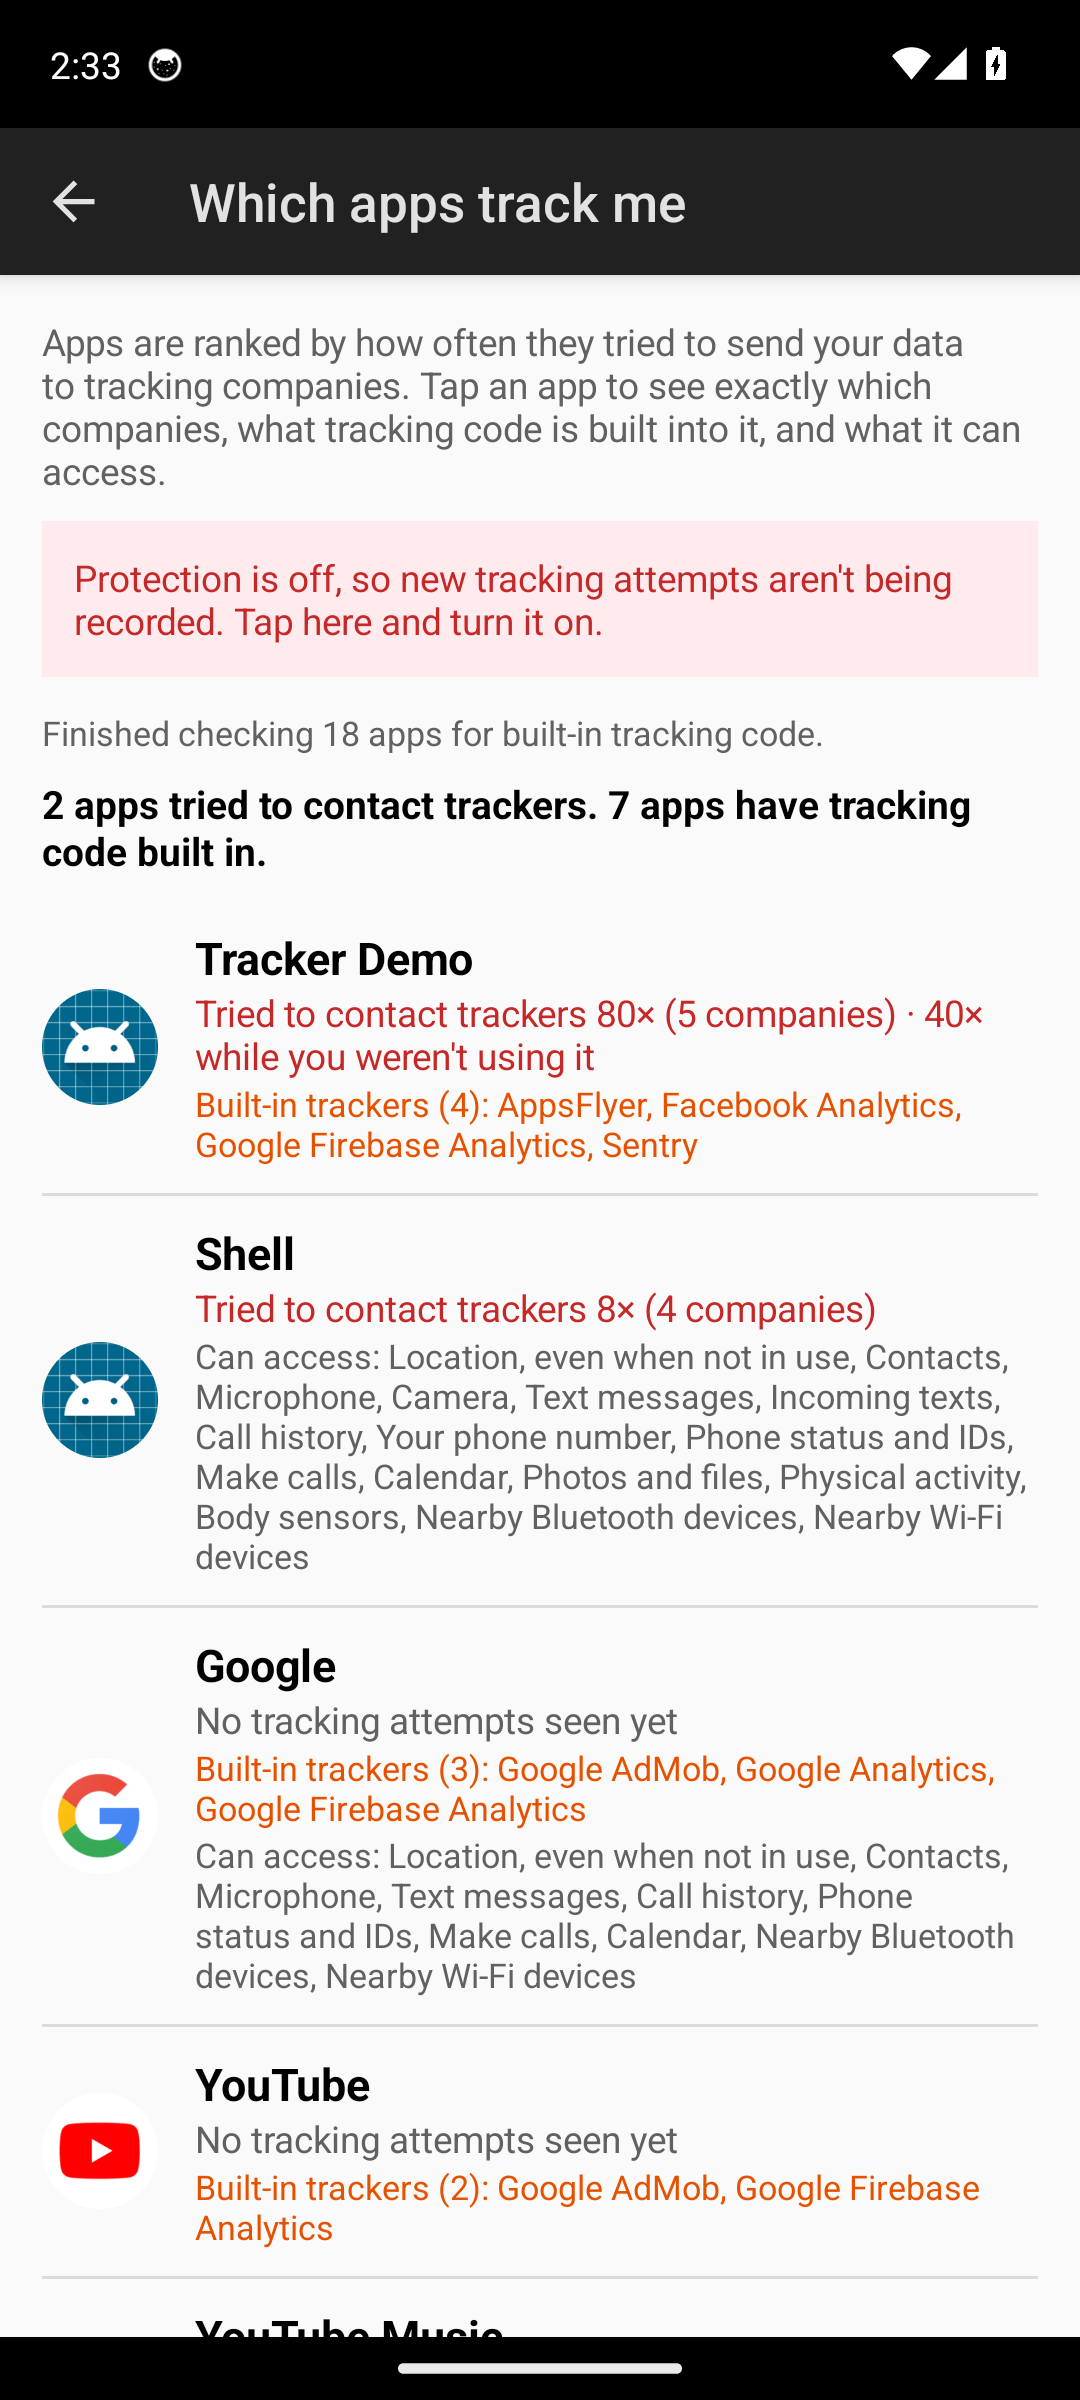 2:33
Which apps track me
Apps are ranked by how often they tried to send your data
to tracking companies. Tap an app to see exactly which
companies, what tracking code is built into it, and what it can
access.
Protection is off, so new tracking attempts aren't being
recorded. Tap here and turn it on.
Finished checking 18 apps for built-in tracking code.
2 apps tried to contact trackers. 7 apps have tracking
code built in.
Tracker Demo
Tried to contact trackers 80× (5 companies) · 40×
while you weren't using it
Built-in trackers (4): AppsFlyer, Facebook Analytics,
Google Firebase Analytics, Sentry
Shell
Tried to contact trackers 8× (4 companies)
Can access: Location, even when not in use, Contacts,
Microphone, Camera, Text messages, Incoming texts,
Call history, Your phone number, Phone status and IDs,
Make calls, Calendar, Photos and files, Physical activity,
Body sensors, Nearby Bluetooth devices, Nearby Wi-Fi
devices
Google
No tracking attempts seen yet
Built-in trackers (3): Google AdMob, Google Analytics,
Google Firebase Analytics
Can access: Location, even when not in use, Contacts,
Microphone, Text messages, Call history, Phone
status and IDs, Make calls, Calendar, Nearby Bluetooth
devices, Nearby Wi-Fi devices
YouTube
No tracking attempts seen yet
Built-in trackers (2): Google AdMob, Google Firebase
Analytics
YouTube Music